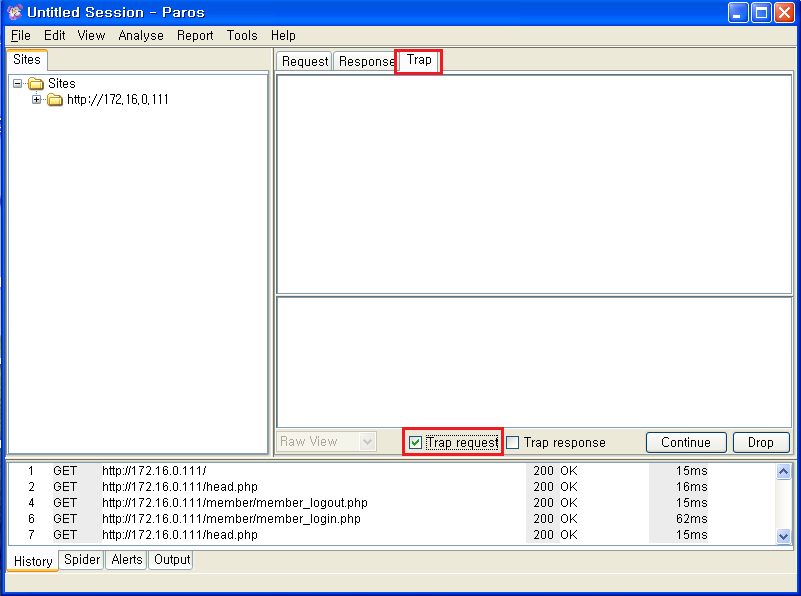 Untitled Session - Paros
File Edit View Analyse Report Tools Help
Sites
Request Response Trap
Sites
http://172.16.0.111
Raw View Trap request Trap response Continue Drop
1 GET http://172.16.0.111/ 200 OK 15ms
2 GET http://172.16.0.111/head.php 200 OK 16ms
4 GET http://172.16.0.111/member/member_logout.php 200 OK 15ms
6 GET http://172.16.0.111/member/member_login.php 200 OK 62ms
7 GET http://172.16.0.111/head.php 200 OK 15ms
History Spider Alerts Output